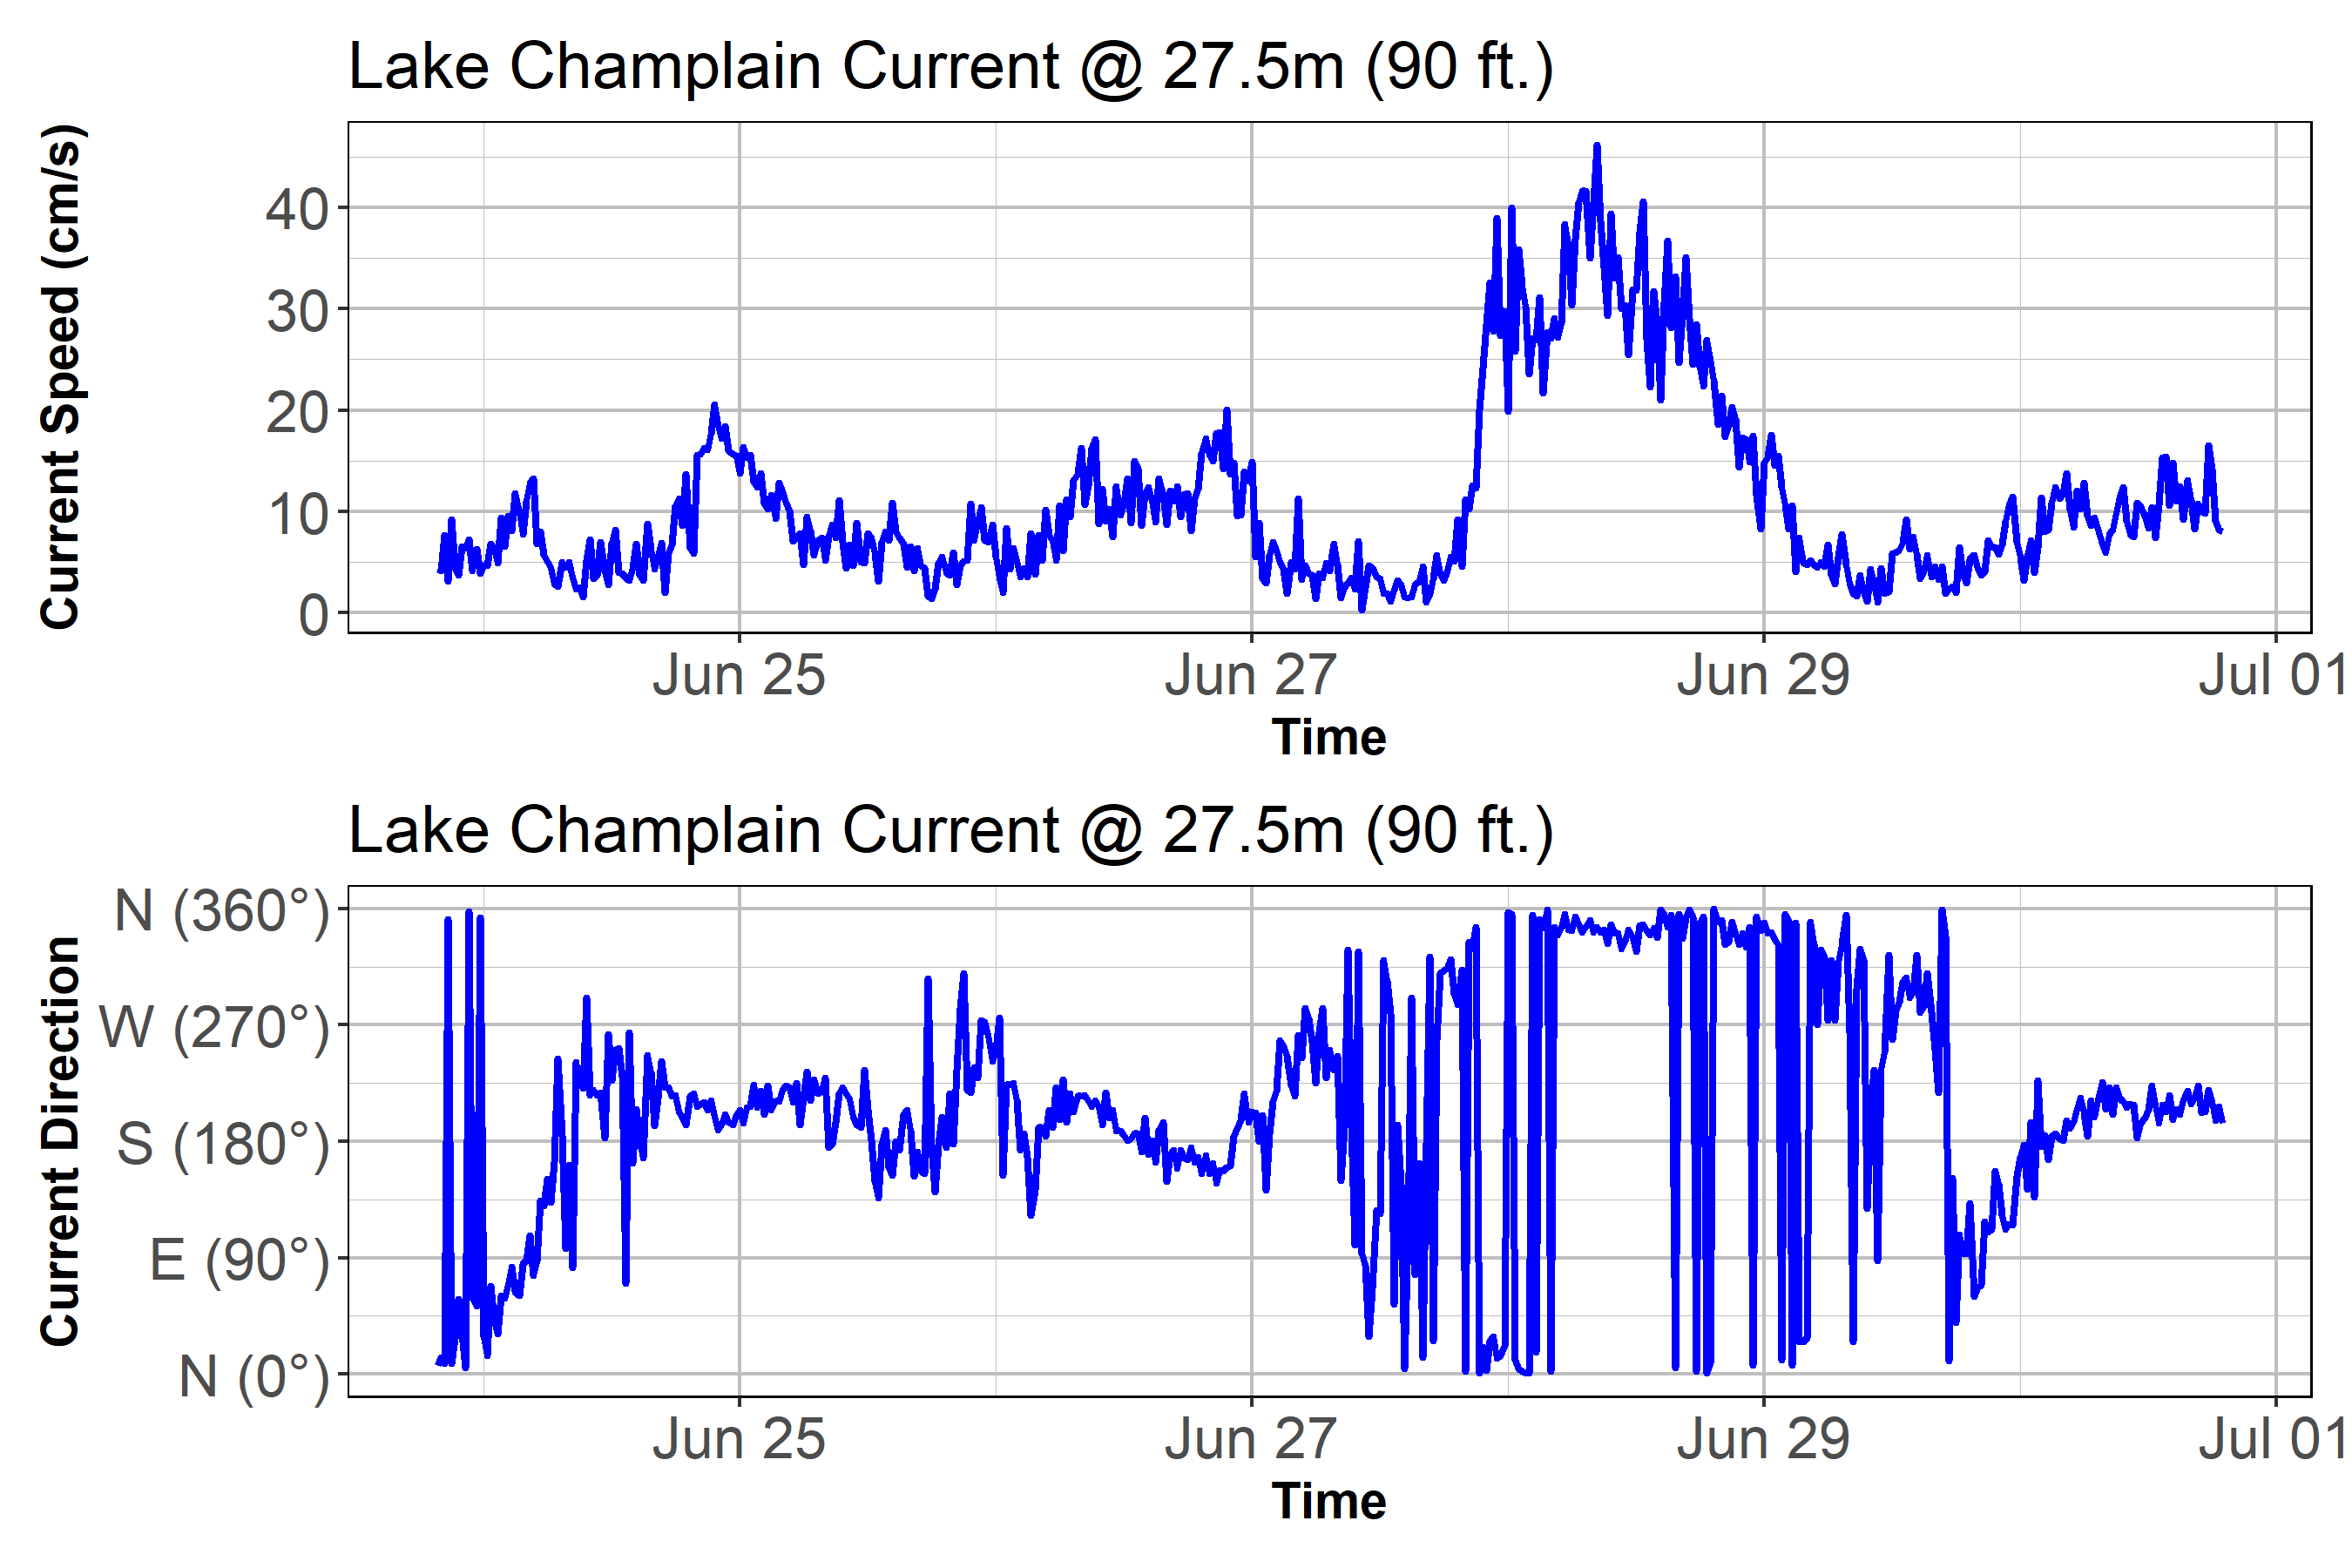 Lake Champlain Current @ 27.5m (90 ft.)
Current Speed (cm/s)
40
30
20
10
0
Jun 25 Jun 27 Jun 29 Jul 01
Time
Lake Champlain Current @ 27.5m (90 ft.)
Current Direction
N (360°)
W (270°)
S (180°)
E (90°)
N (0°)
Jun 25 Jun 27 Jun 29 Jul 01
Time